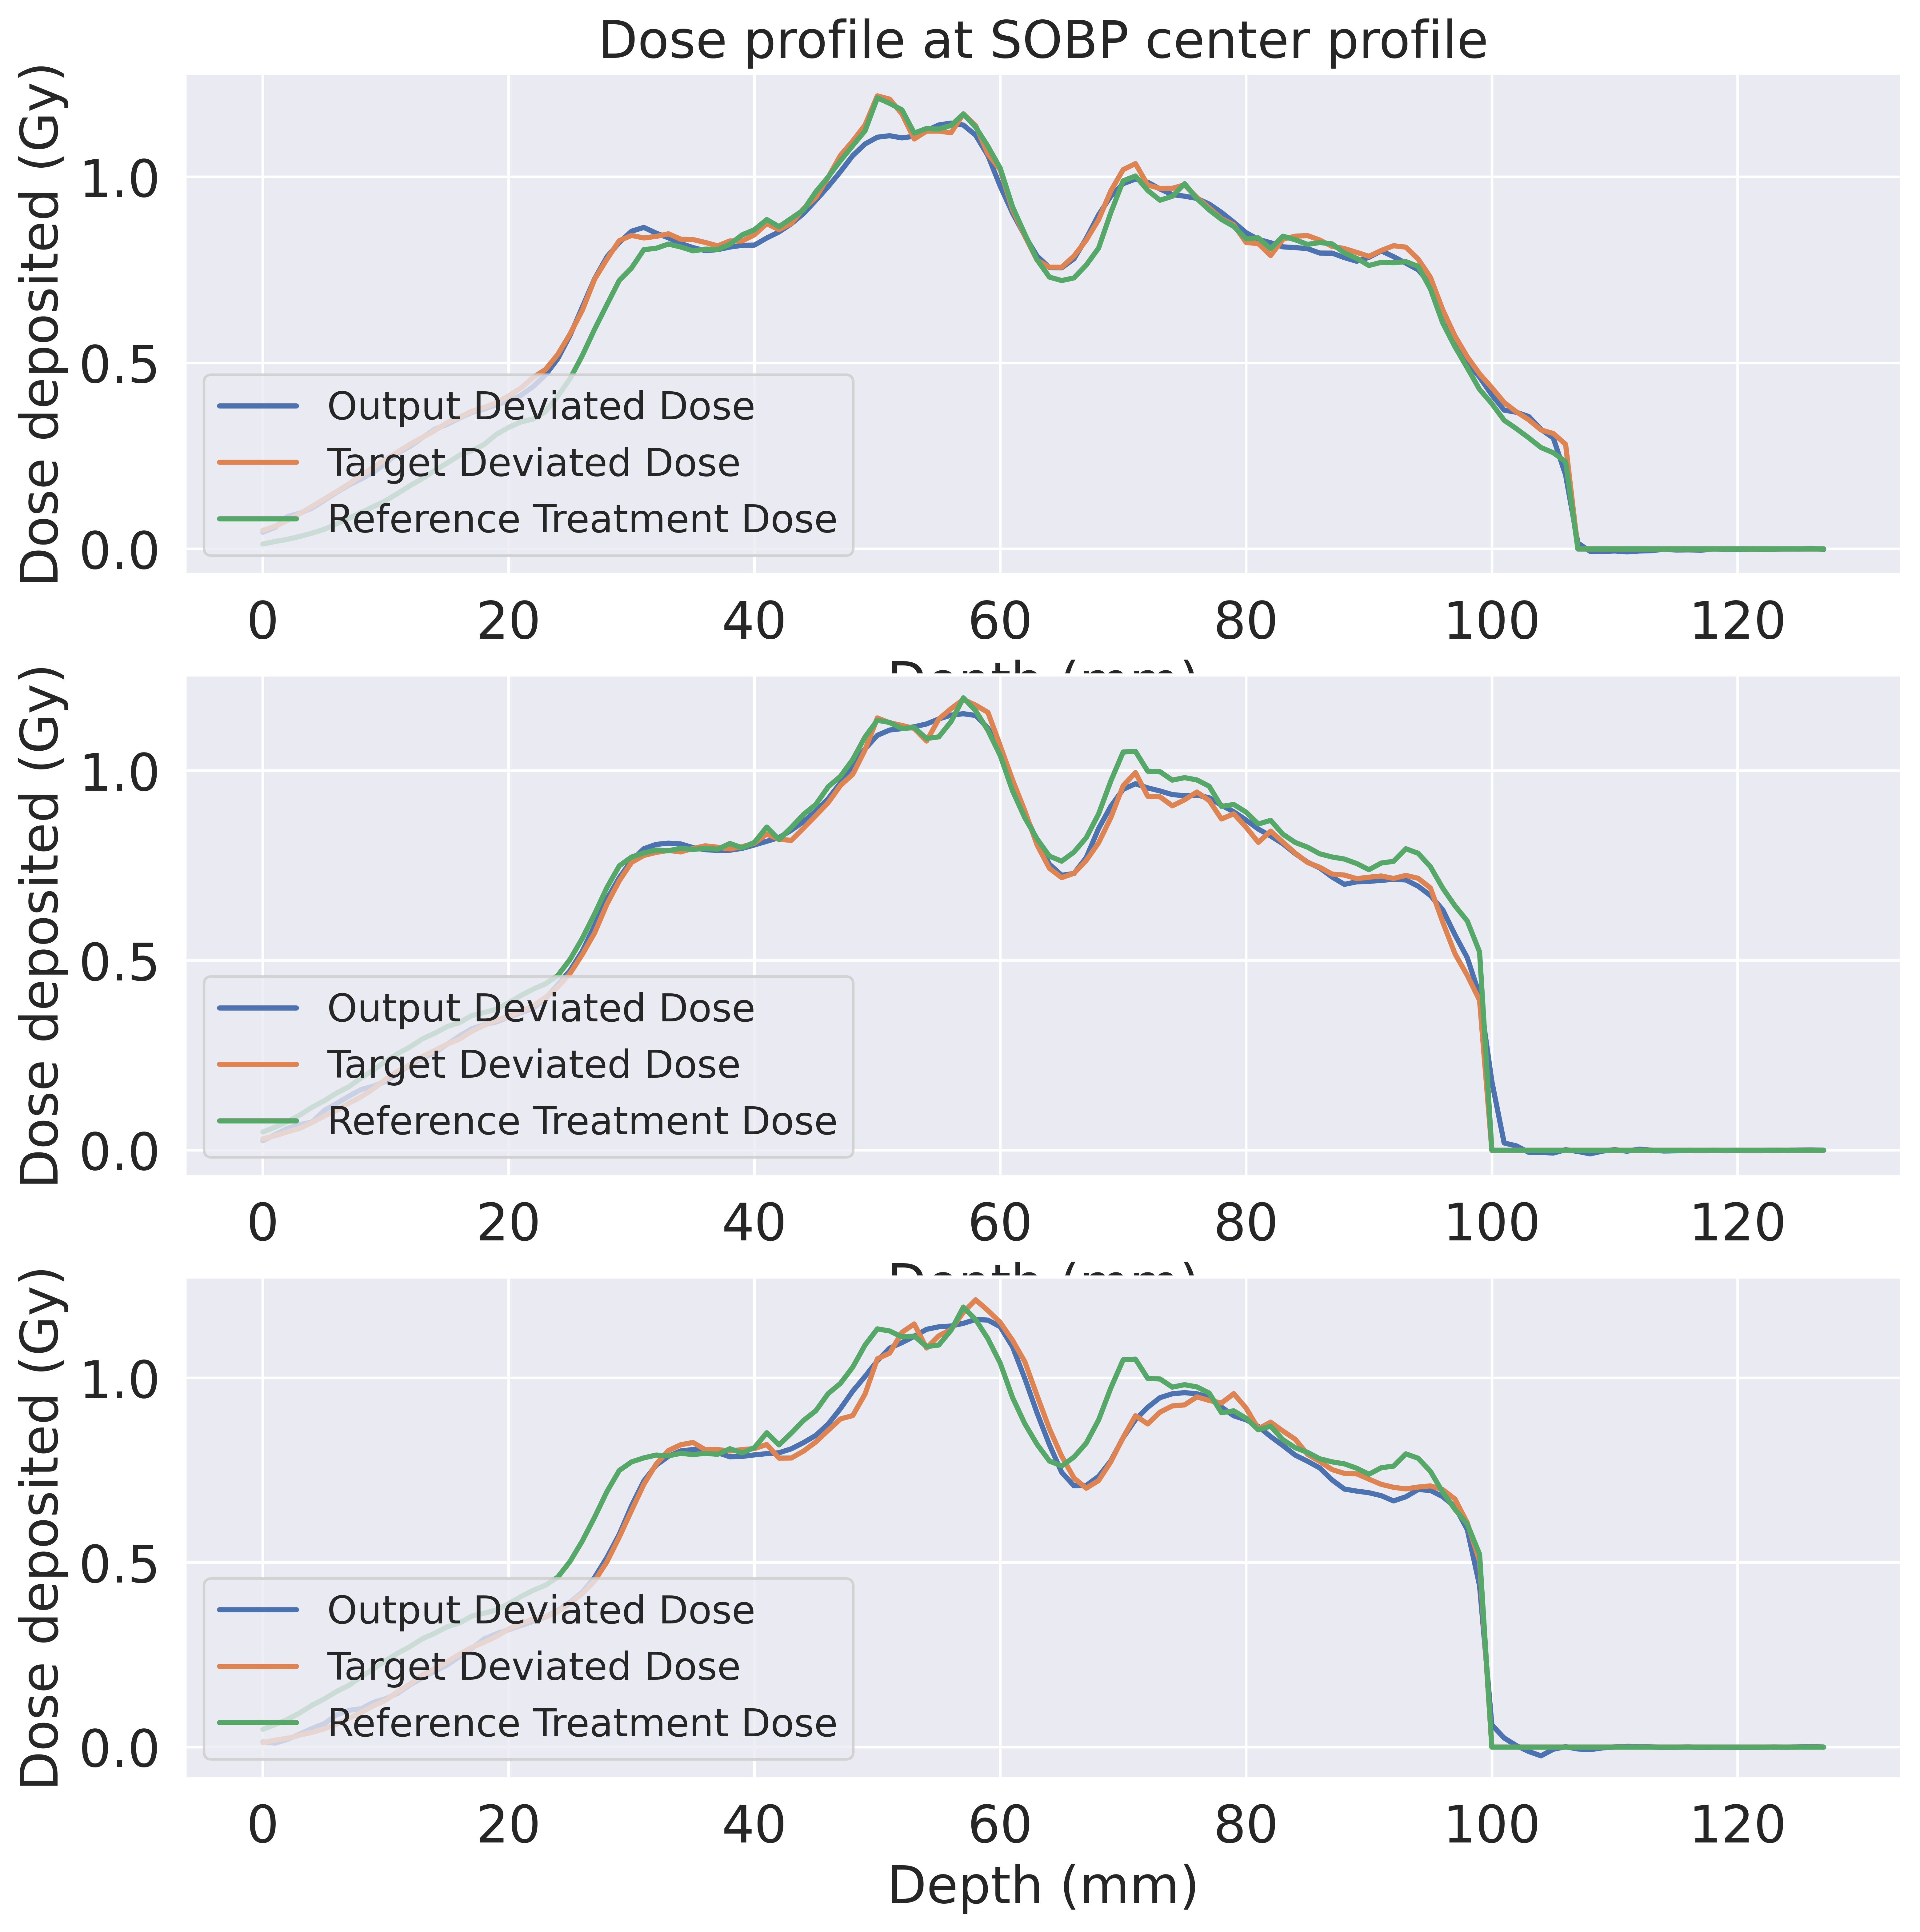 Dose profile at SOBP center profile
Dose deposited (Gy)
1.0
0.5
0.0
Output Deviated Dose
Target Deviated Dose
Reference Treatment Dose
0 20 40 60 80 100 120
Depth (mm)
Dose deposited (Gy)
1.0
0.5
0.0
Output Deviated Dose
Target Deviated Dose
Reference Treatment Dose
0 20 40 60 80 100 120
Depth (mm)
Dose deposited (Gy)
1.0
0.5
0.0
Output Deviated Dose
Target Deviated Dose
Reference Treatment Dose
0 20 40 60 80 100 120
Depth (mm)